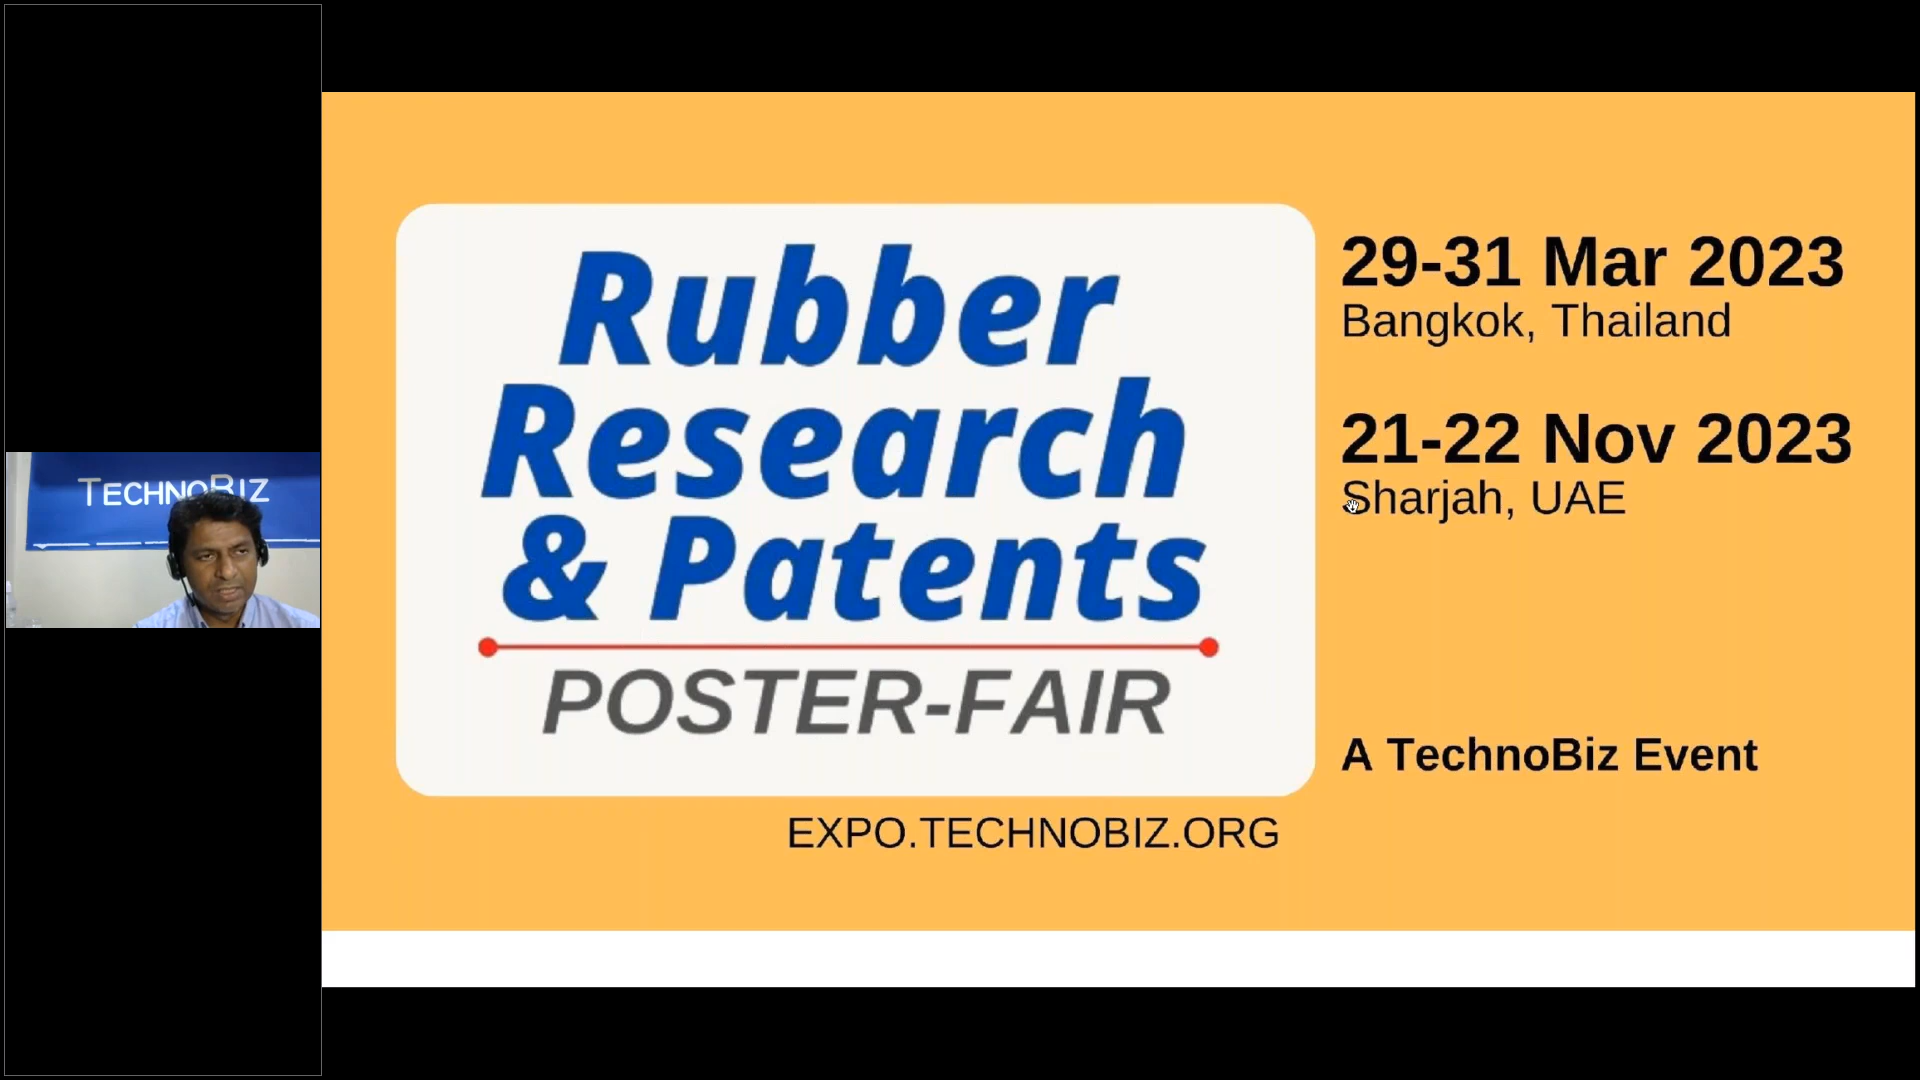 TECHNOBIZ
Rubber
Research
& Patents
POSTER-FAIR
EXPO.TECHNOBIZ.ORG
29-31 Mar 2023
Bangkok, Thailand
21-22 Nov 2023
Sharjah, UAE
A TechnoBiz Event